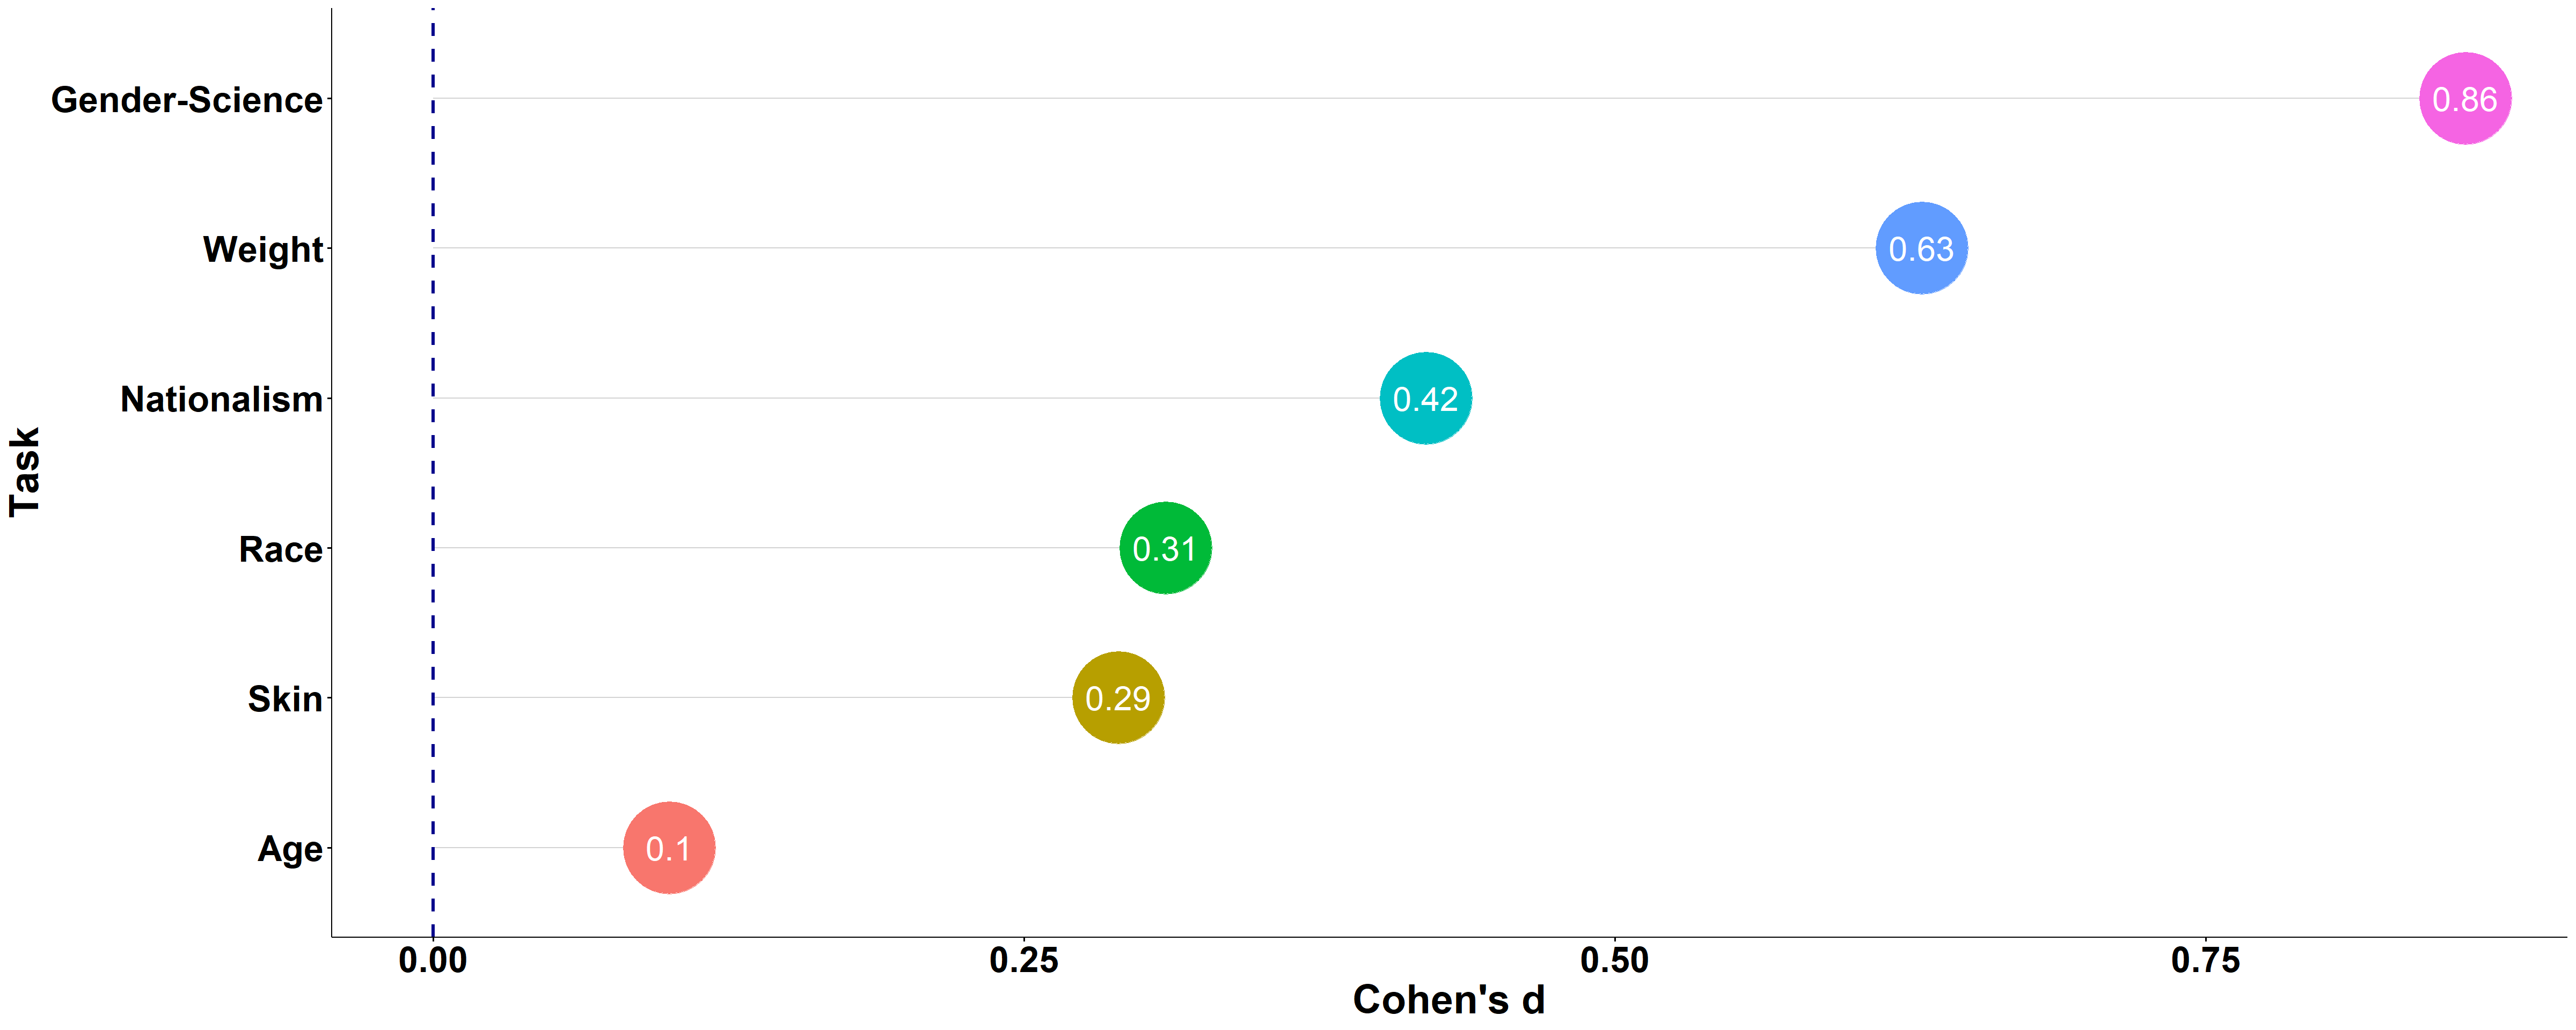 Gender-Science
0.86
Weight
0.63
Nationalism
0.42
Task
Race
0.31
Skin
0.29
Age
0.1
0.00 0.25 0.50 0.75
Cohen's d